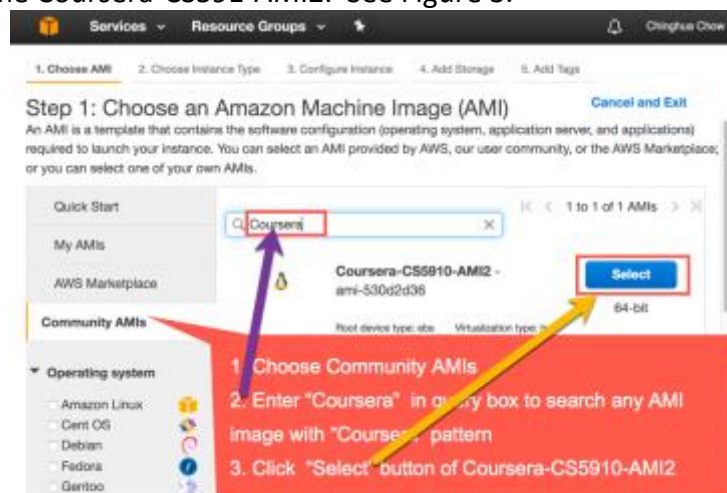 the Coursera-CS591-AMI2. See Figure 3.
Services Resource Groups Chinghua Chow
1. Choose AMI 2. Choose Instance Type 3. Configure Instance 4. Add Storage 5. Add Tags
Step 1: Choose an Amazon Machine Image (AMI) Cancel and Exit
An AMI is a template that contains the software configuration (operating system, application server, and applications)
required to launch your instance. You can select an AMI provided by AWS, our user community, or the AWS Marketplace;
or you can select one of your own AMIs.
Quick Start
1 to 1 of 1 AMIs
Coursera
My AMIs
AWS Marketplace
Coursera-CS5910-AMI2 -
ami-530d2d36
Select
64-bit
Community AMIs
Root device type: ebs Virtualization type:
1. Choose Community AMIs
2. Enter "Coursera" in query box to search any AMI
image with "Coursera" pattern
3. Click "Select" button of Coursera-CS5910-AMI2
Operating system
Amazon Linux
Cent OS
Debian
Fedora
Gentoo